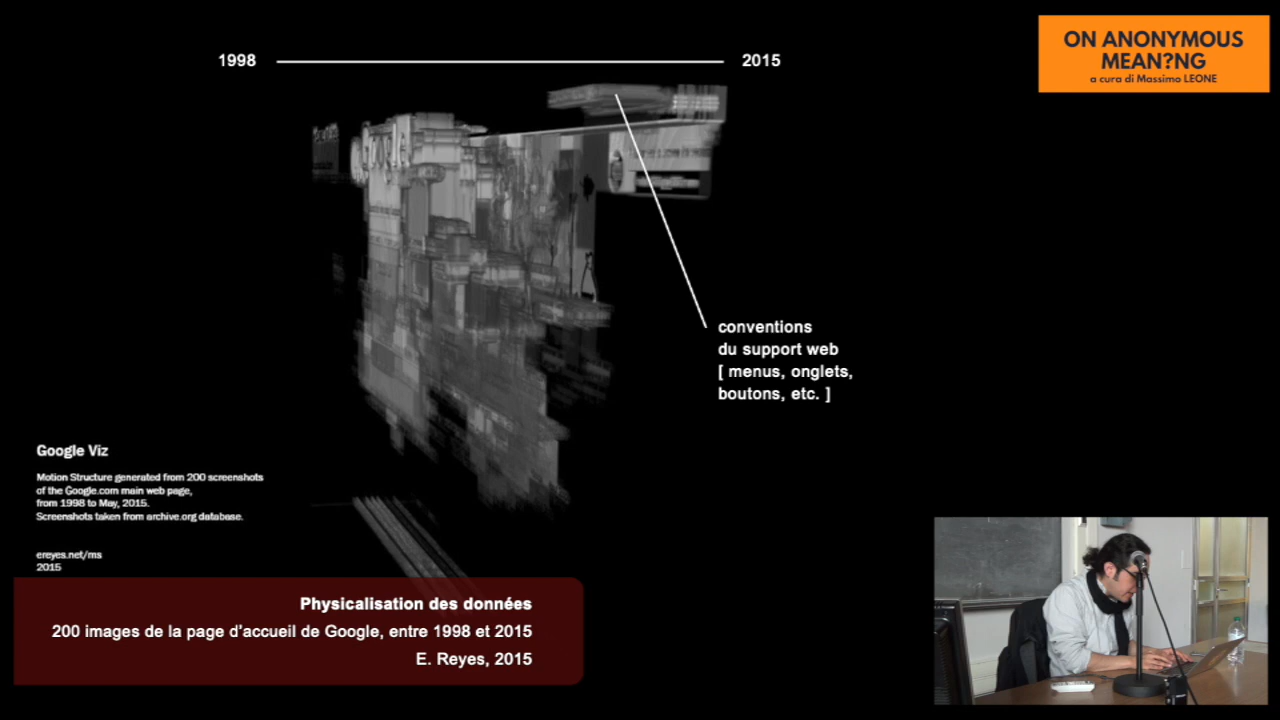 1998
2015
ON ANONYMOUS
MEAN?NG
a cura di Massimo LEONE
conventions
du support web
[ menus, onglets,
boutons, etc. ]
Google Viz
Motion Structure generated from 200 screenshots
of the Google.com main web page,
from 1998 to May, 2015.
Screenshots taken from archive.org database.
ereyes.net/ms
2015
Physicalisation des données
200 images de la page d'accueil de Google, entre 1998 et 2015
E. Reyes, 2015